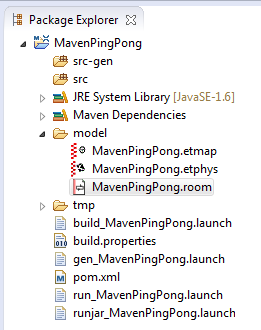 Package Explorer
MavenPingPong
src-gen
src
JRE System Library [JavaSE-1.6]
Maven Dependencies
model
MavenPingPong.etmap
MavenPingPong.etphys
MavenPingPong.room
tmp
build_MavenPingPong.launch
build.properties
gen_MavenPingPong.launch
pom.xml
run_MavenPingPong.launch
runjar_MavenPingPong.launch